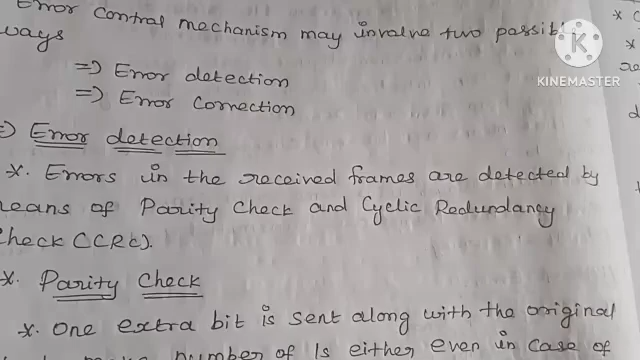 Error Control mechanism may involve two possible
ways
=> Error detection
=> Error Correction
=> Error detection
*. Errors in the received frames are detected by
means of Parity Check and Cyclic Redundancy
Check (CRC).
*. Parity Check
*. One extra bit is sent along with the original
number of 1s either even in case of
KINEMASTER